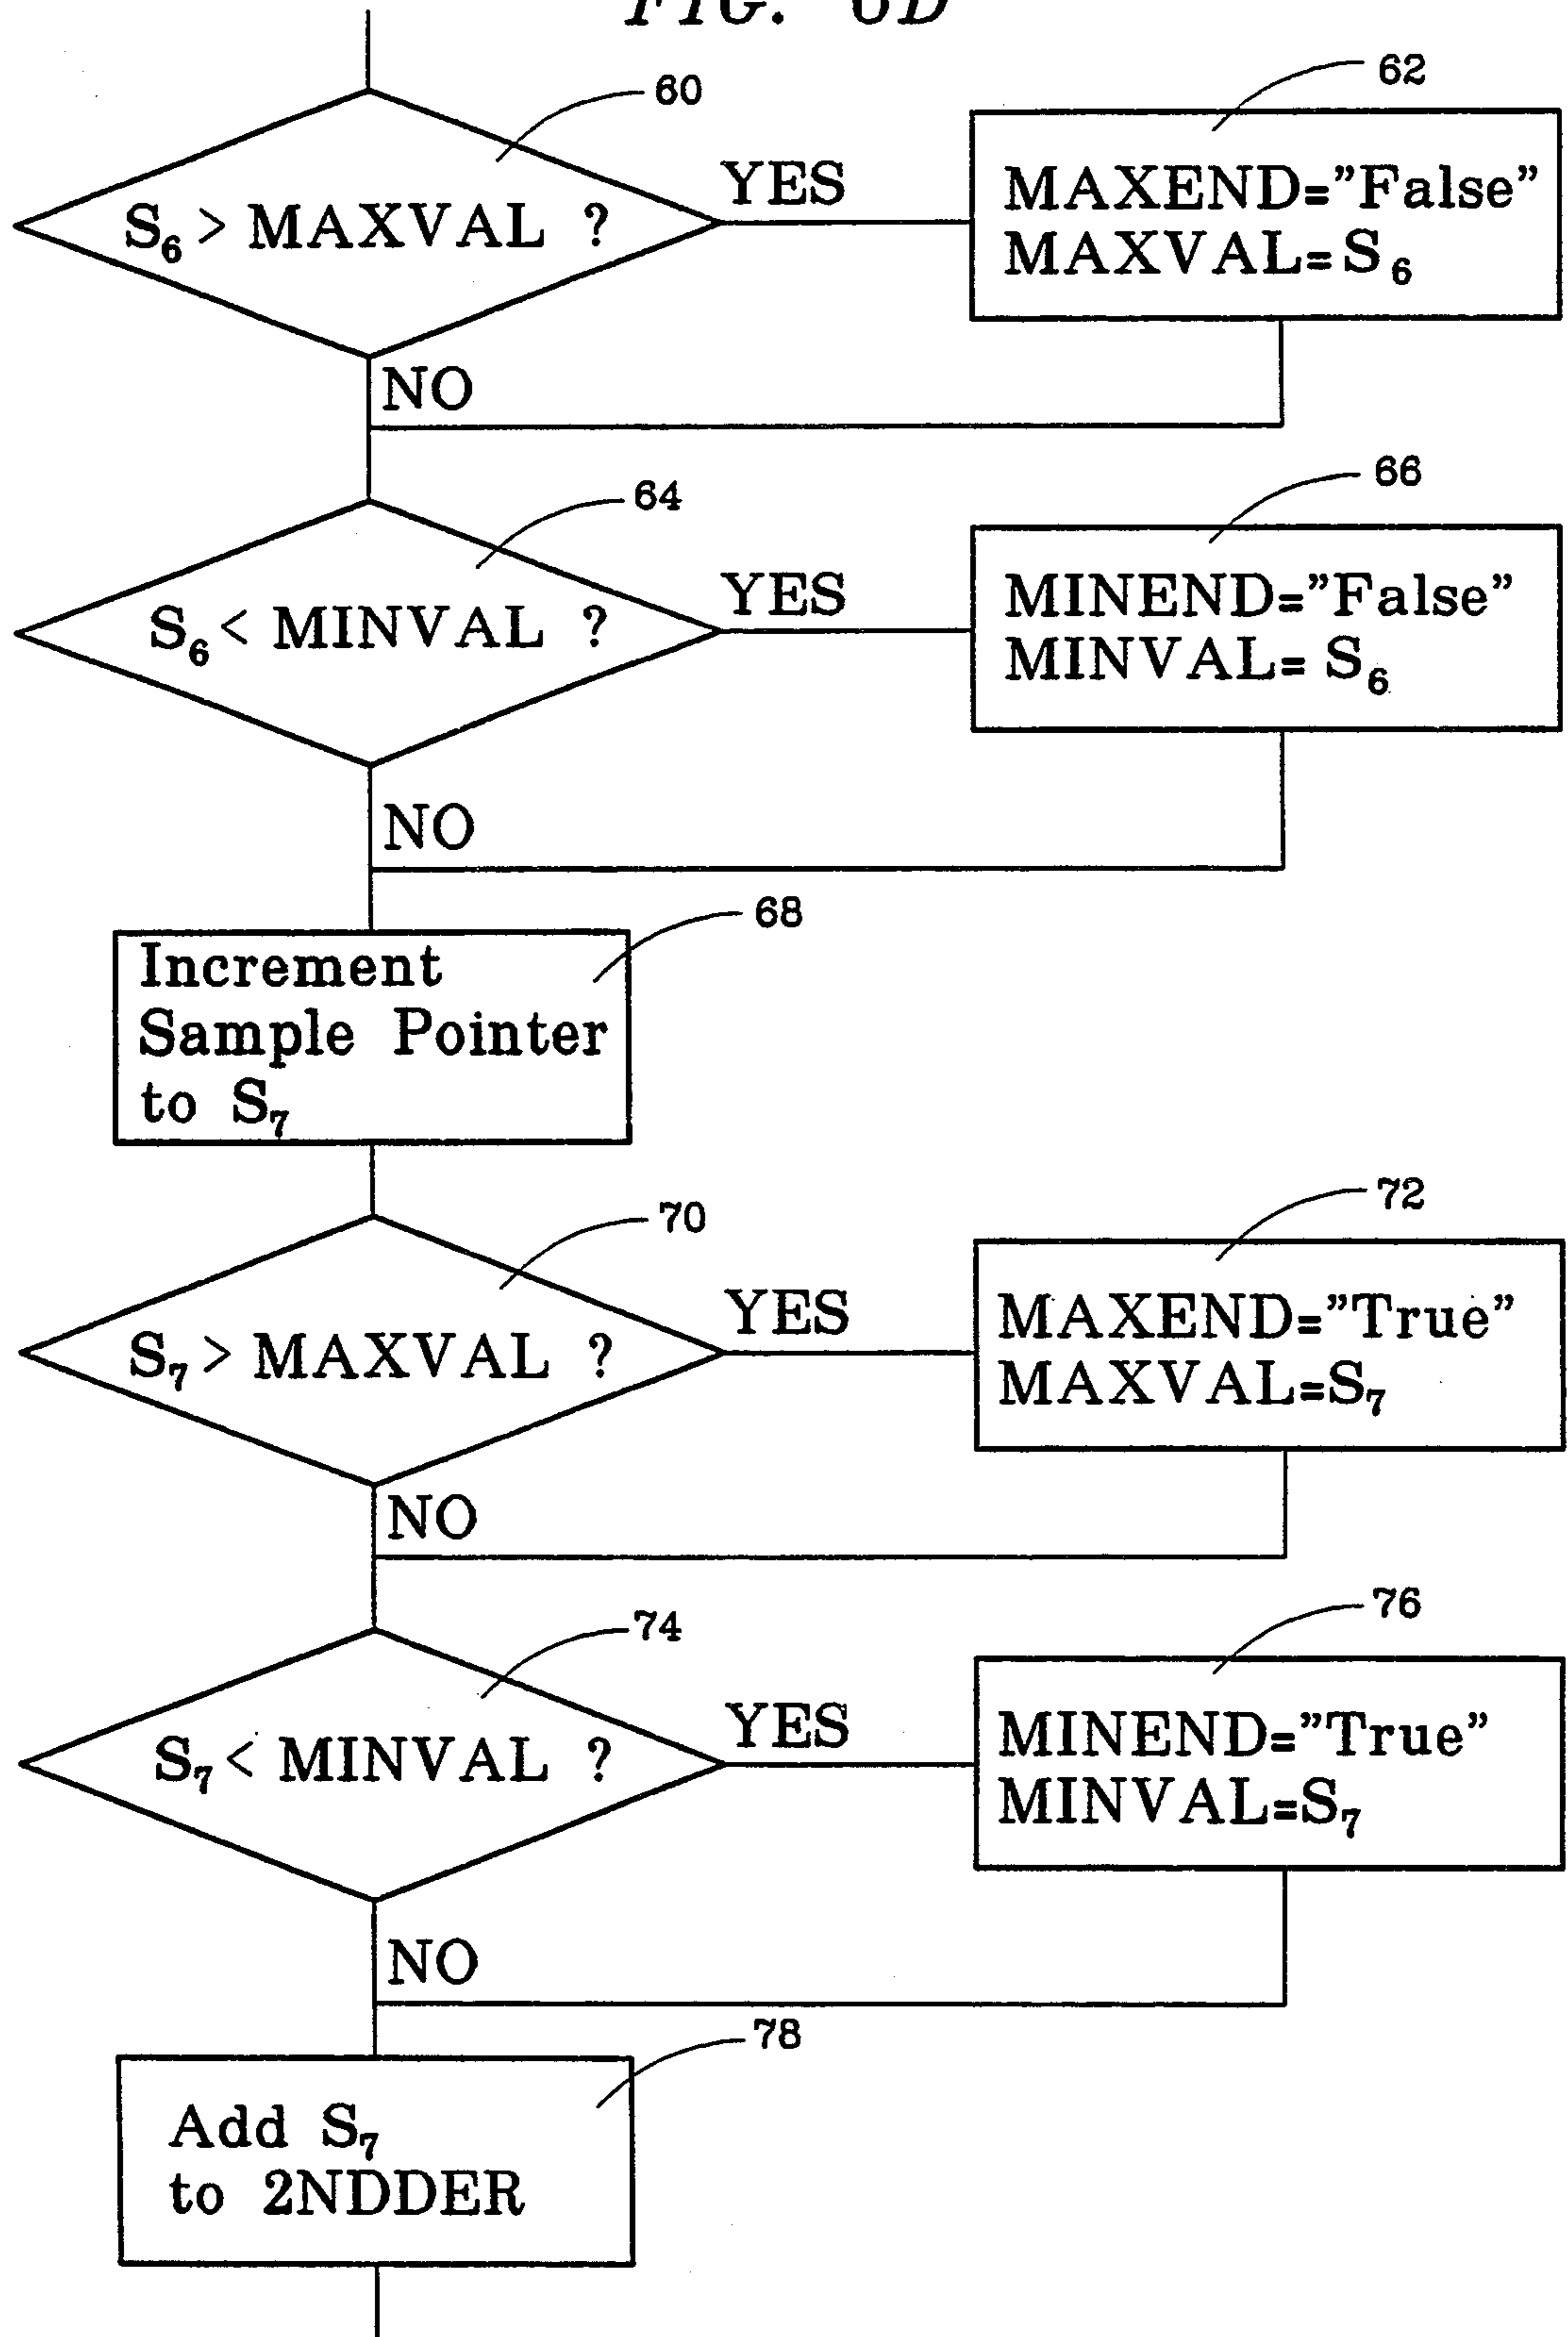 FIG.
60
62
S₆ > MAXVAL ?
YES
MAXEND="False"
MAXVAL=S₆
NO
64
66
S₆ < MINVAL ?
YES
MINEND="False"
MINVAL= S₆
NO
68
Increment
Sample Pointer
to S₇
70
72
S₇ > MAXVAL ?
YES
MAXEND="True"
MAXVAL=S₇
NO
74
76
S₇ < MINVAL ?
YES
MINEND="True"
MINVAL=S₇
NO
78
Add S₇
to 2NDDER